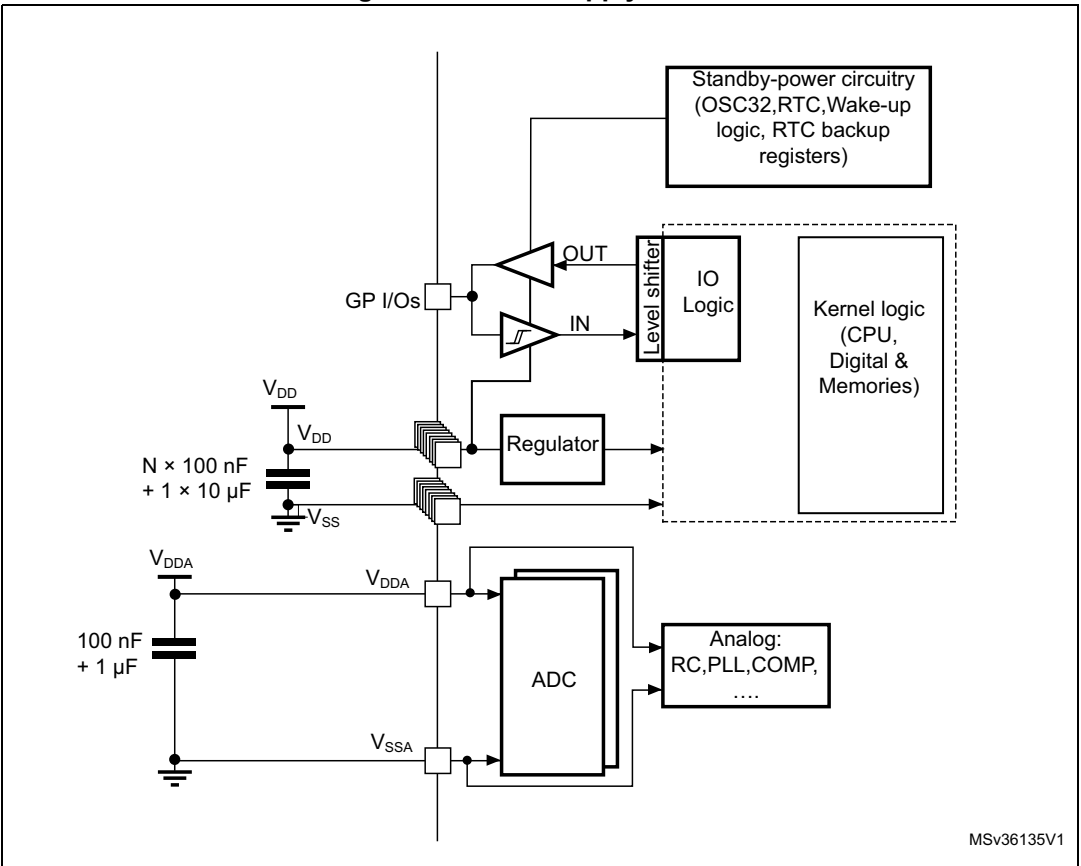 Standby-power circuitry
(OSC32,RTC,Wake-up
logic, RTC backup
registers)
OUT
Level shifter
IO
Logic
GP I/Os
IN
Kernel logic
(CPU,
Digital &
Memories)
VDD
VDD
Regulator
N × 100 nF
+ 1 × 10 µF
VSS
VDDA
VDDA
100 nF
+ 1 µF
ADC
Analog:
RC,PLL,COMP,
….
VSSA
MSv36135V1